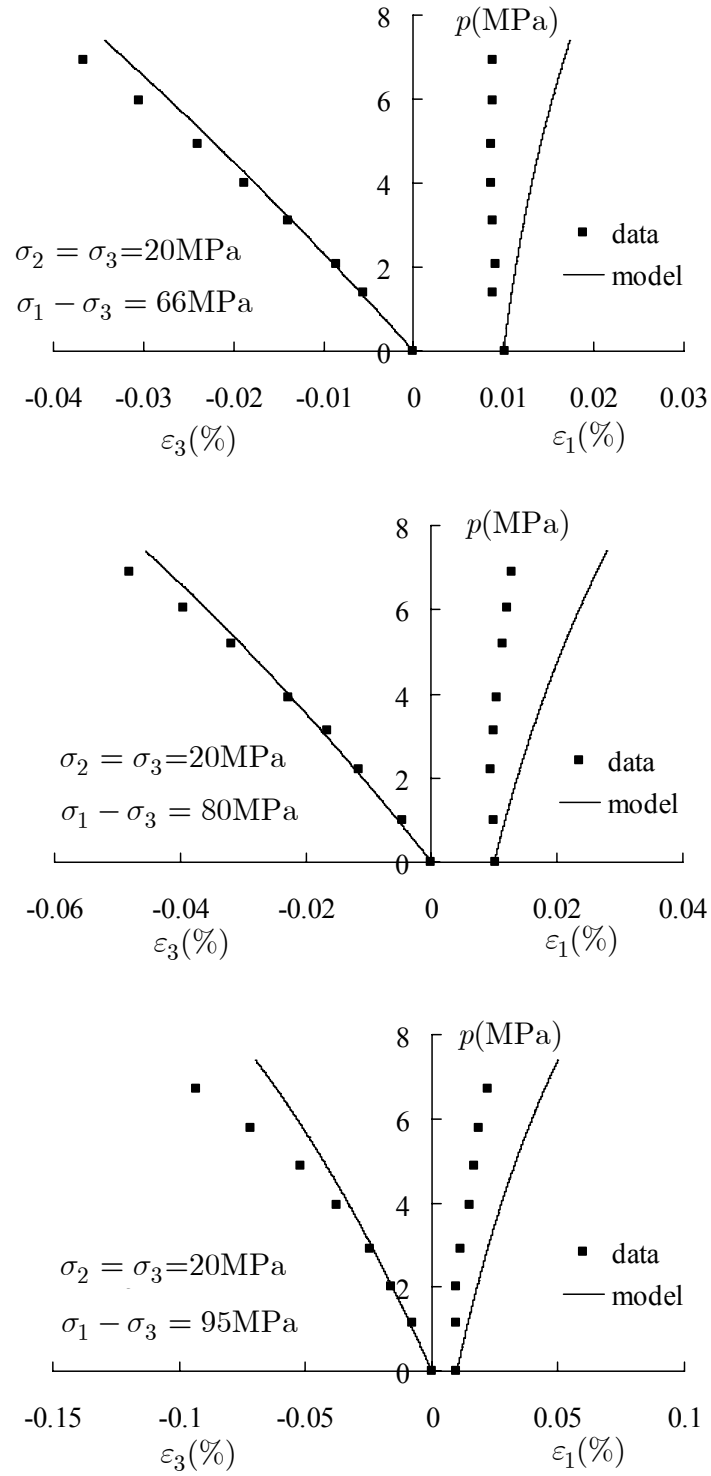 8
p(MPa)
6
4
σ₂ = σ₃=20MPa
data
2
σ₁ − σ₃ = 66MPa
model
0
-0.04 -0.03 -0.02 -0.01 0 0.01 0.02 0.03
ε₃(%) ε₁(%)
8
p(MPa)
6
4
σ₂ = σ₃=20MPa
data
2
σ₁ − σ₃ = 80MPa
model
0
-0.06 -0.04 -0.02 0 0.02 0.04
ε₃(%) ε₁(%)
8
p(MPa)
6
4
σ₂ = σ₃=20MPa
data
2
σ₁ − σ₃ = 95MPa
model
0
-0.15 -0.1 -0.05 0 0.05 0.1
ε₃(%) ε₁(%)